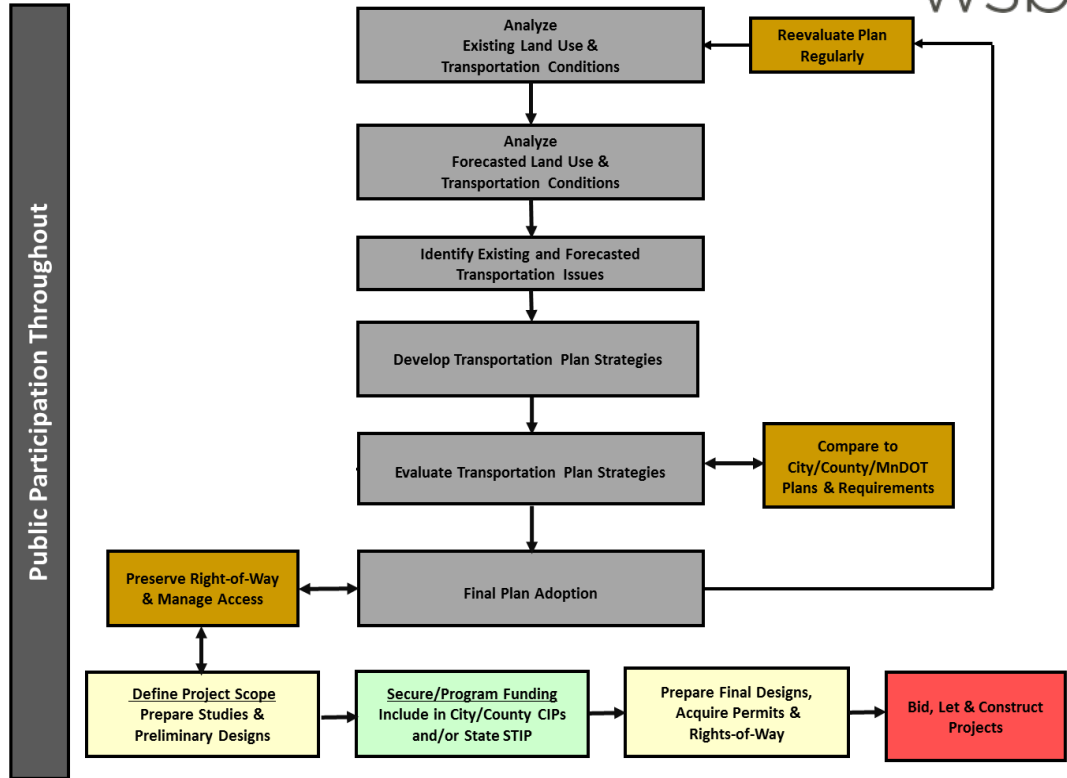 wsb
Public Participation Throughout
Analyze
Existing Land Use &
Transportation Conditions
Reevaluate Plan
Regularly
Analyze
Forecasted Land Use &
Transportation Conditions
Identify Existing and Forecasted
Transportation Issues
Develop Transportation Plan Strategies
Evaluate Transportation Plan Strategies
Compare to
City/County/MnDOT
Plans & Requirements
Preserve Right-of-Way
& Manage Access
Final Plan Adoption
Define Project Scope
Prepare Studies &
Preliminary Designs
Secure/Program Funding
Include in City/County CIPs
and/or State STIP
Prepare Final Designs,
Acquire Permits &
Rights-of-Way
Bid, Let & Construct
Projects